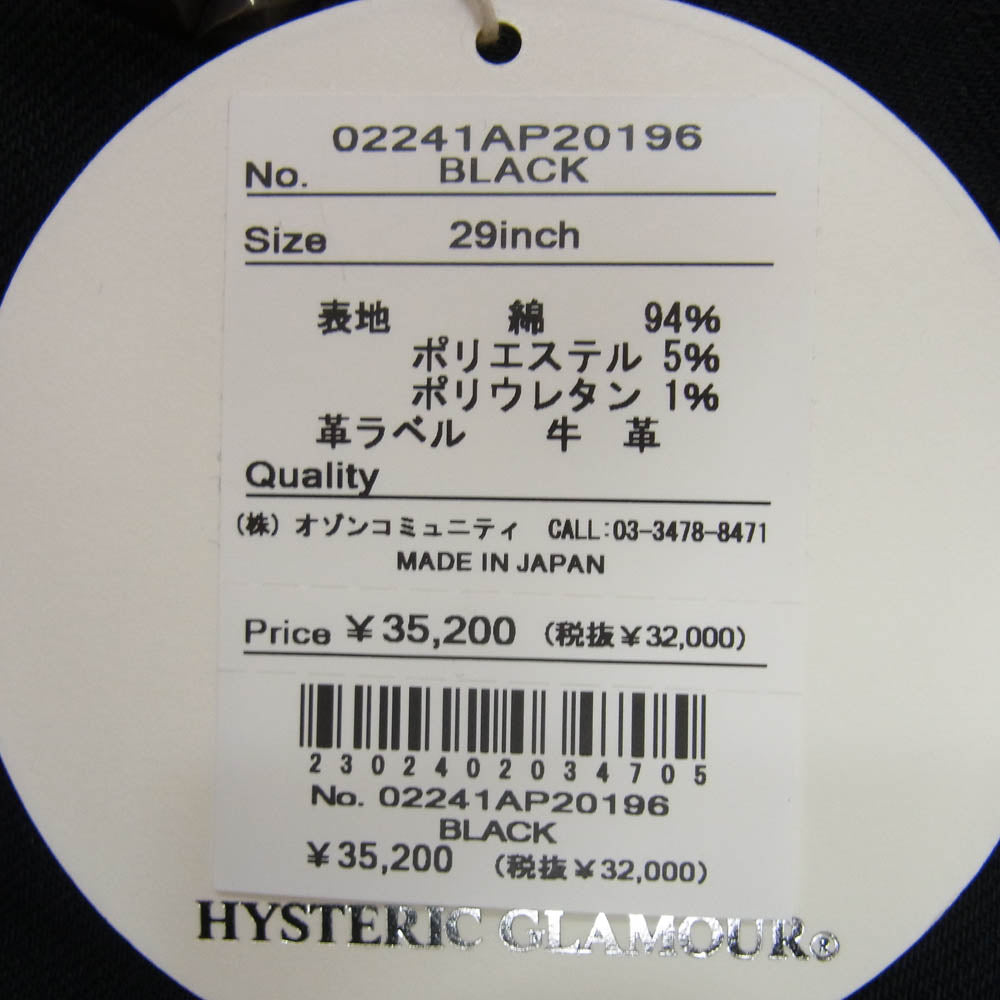 02241AP20196
No. BLACK
Size 29inch
表地 綿 94%
ポリエステル 5%
ポリウレタン 1%
革ラベル 牛 革
Quality
(株) オゾンコミュニティ CALL:03-3478-8471
MADE IN JAPAN
Price ¥35,200 (税抜¥32,000)
2302402034705
No. 02241AP20196
BLACK
¥35,200 (税抜¥32,000)
HYSTERIC GLAMOUR®